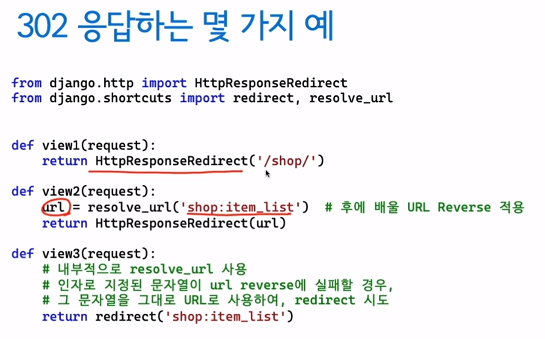 302 응답하는 몇 가지 예
from django.http import HttpResponseRedirect
from django.shortcuts import redirect, resolve_url
def view1(request):
    return HttpResponseRedirect('/shop/')
def view2(request):
    url = resolve_url('shop:item_list')  # 후에 배울 URL Reverse 적용
    return HttpResponseRedirect(url)
def view3(request):
    # 내부적으로 resolve_url 사용
    # 인자로 지정된 문자열이 url reverse에 실패할 경우,
    # 그 문자열을 그대로 URL로 사용하여, redirect 시도
    return redirect('shop:item_list')